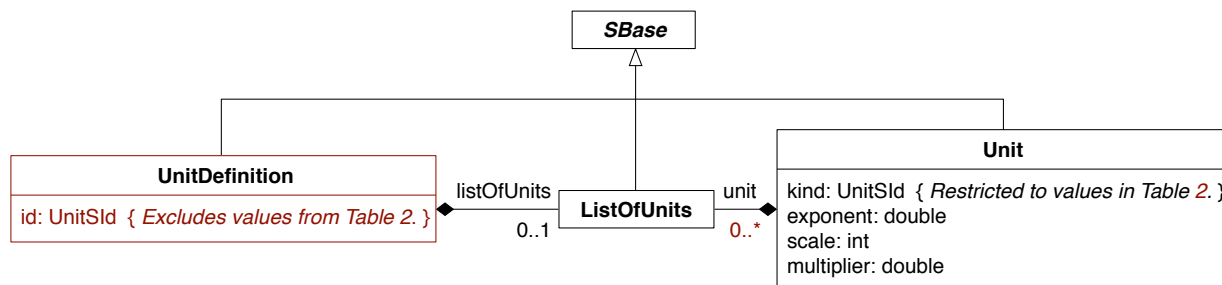 SBase
UnitDefinition
id: UnitSId { Excludes values from Table 2. }
listOfUnits
0..1
ListOfUnits
unit
0..*
Unit
kind: UnitSId { Restricted to values in Table 2. }
exponent: double
scale: int
multiplier: double